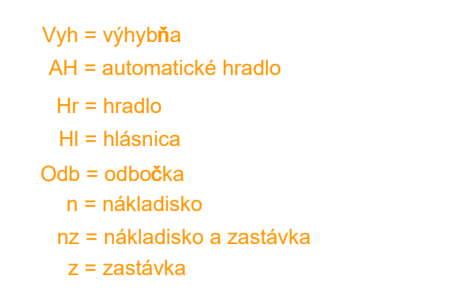 Vyh = výhybňa
AH = automatické hradlo
Hr = hradlo
Hl = hlásnica
Odb = odbočka
n = nákladisko
nz = nákladisko a zastávka
z = zastávka